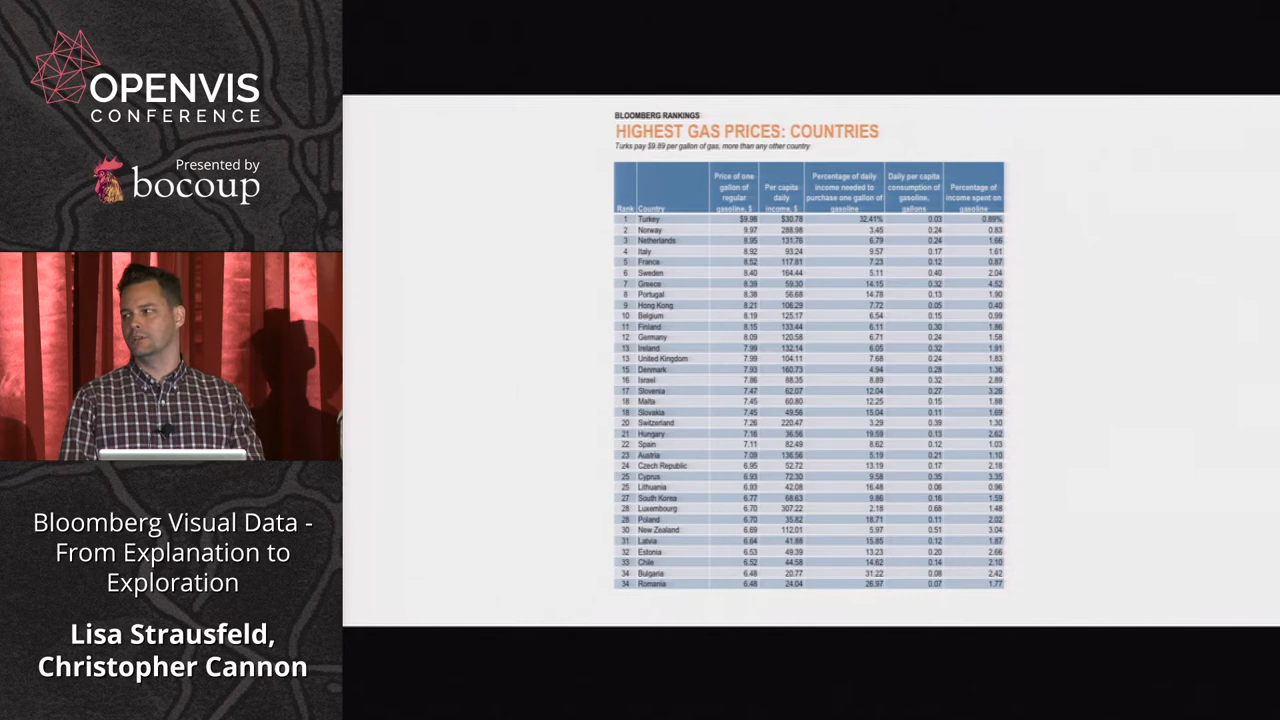 OPENVIS
CONFERENCE
Presented by
bocoup
Bloomberg Visual Data -
From Explanation to
Exploration
Lisa Strausfeld,
Christopher Cannon
BLOOMBERG RANKINGS
HIGHEST GAS PRICES: COUNTRIES
Turks pay $9.89 per gallon of gas, more than any other country
Rank Country Price of one gallon of regular gasoline, $ Per capita daily income, $ Percentage of daily income needed to purchase one gallon of gasoline Daily per capita consumption of gasoline, gallons Percentage of income spent on gasoline
1 Turkey $9.98 $30.78 32.41% 0.03 0.89%
2 Norway 9.97 288.98 3.45 0.24 0.83
3 Netherlands 8.95 131.76 6.79 0.24 1.66
4 Italy 8.92 93.24 9.57 0.17 1.61
5 France 8.52 117.81 7.23 0.12 0.87
6 Sweden 8.40 164.44 5.11 0.40 2.04
7 Greece 8.39 59.30 14.15 0.32 4.52
8 Portugal 8.38 56.68 14.78 0.13 1.90
9 Hong Kong 8.21 106.29 7.72 0.05 0.40
10 Belgium 8.19 125.17 6.54 0.15 0.99
11 Finland 8.15 133.44 6.11 0.30 1.86
12 Germany 8.09 120.58 6.71 0.24 1.58
13 Ireland 7.99 132.14 6.05 0.32 1.91
13 United Kingdom 7.99 104.11 7.68 0.24 1.83
15 Denmark 7.93 160.73 4.94 0.28 1.36
16 Israel 7.86 88.35 8.89 0.32 2.89
17 Slovenia 7.47 62.07 12.04 0.27 3.26
18 Malta 7.45 60.80 12.25 0.15 1.88
18 Slovakia 7.45 49.56 15.04 0.11 1.69
20 Switzerland 7.26 220.47 3.29 0.39 1.30
21 Hungary 7.16 36.56 19.59 0.13 2.62
22 Spain 7.11 82.49 8.62 0.12 1.03
23 Austria 7.09 136.56 5.19 0.21 1.10
24 Czech Republic 6.95 52.72 13.19 0.17 2.18
25 Cyprus 6.93 72.30 9.58 0.35 3.35
25 Lithuania 6.93 42.08 16.48 0.06 0.96
27 South Korea 6.77 68.63 9.86 0.16 1.59
28 Luxembourg 6.70 307.22 2.18 0.68 1.48
28 Poland 6.70 35.82 18.71 0.11 2.02
30 New Zealand 6.69 112.01 5.97 0.51 3.04
31 Latvia 6.64 41.88 15.85 0.12 1.87
32 Estonia 6.53 49.39 13.23 0.20 2.66
33 Chile 6.52 44.58 14.62 0.14 2.10
34 Bulgaria 6.48 20.77 31.22 0.08 2.42
34 Romania 6.48 24.04 26.97 0.07 1.77